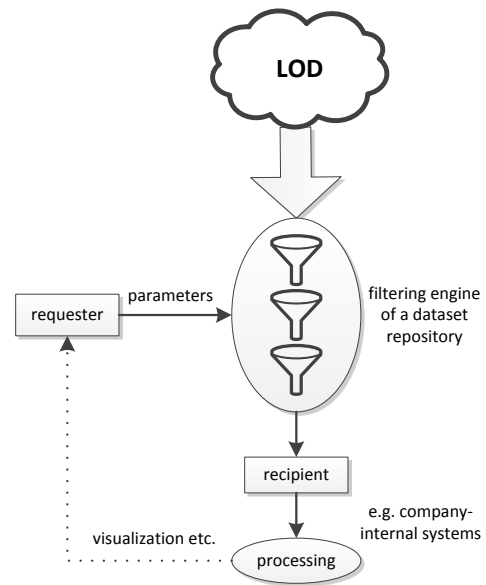 LOD
parameters
requester
filtering engine
of a dataset
repository
recipient
e.g. company-
internal systems
visualization etc.
processing